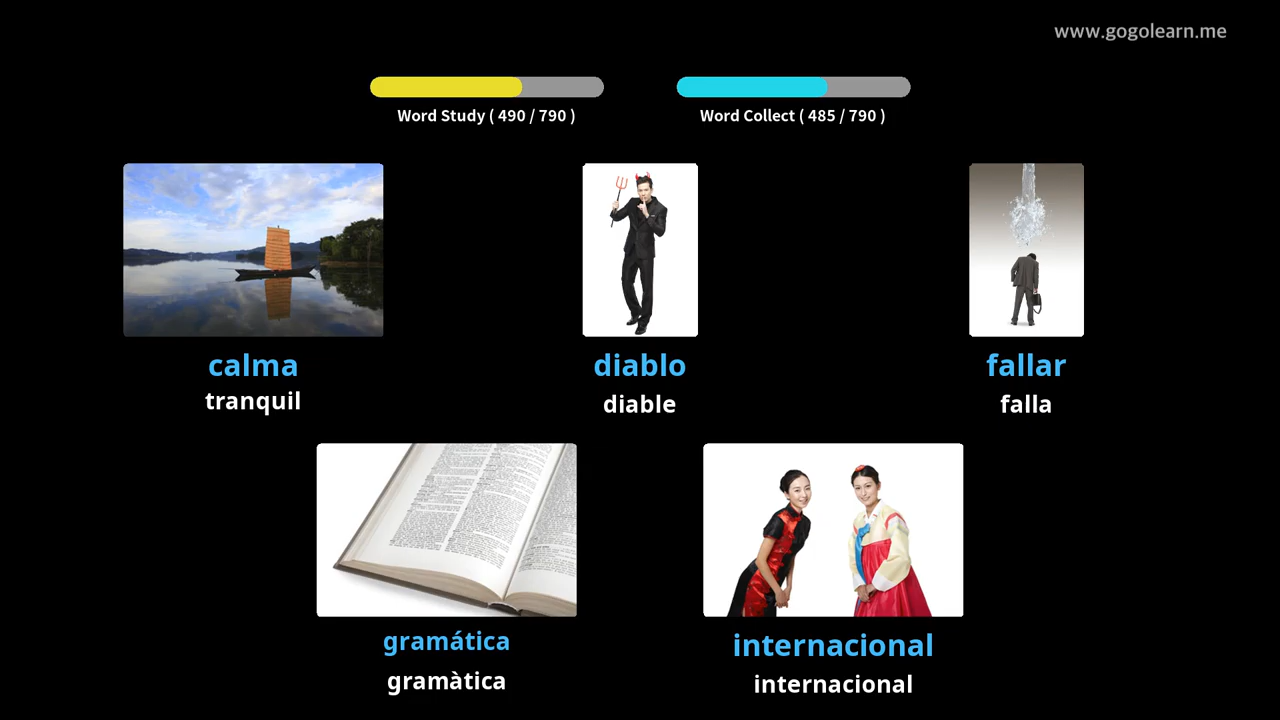 www.gogolearn.me
Word Study ( 490 / 790 )
Word Collect ( 485 / 790 )
calma
tranquil
diablo
diable
fallar
falla
gramática
gramàtica
internacional
internacional